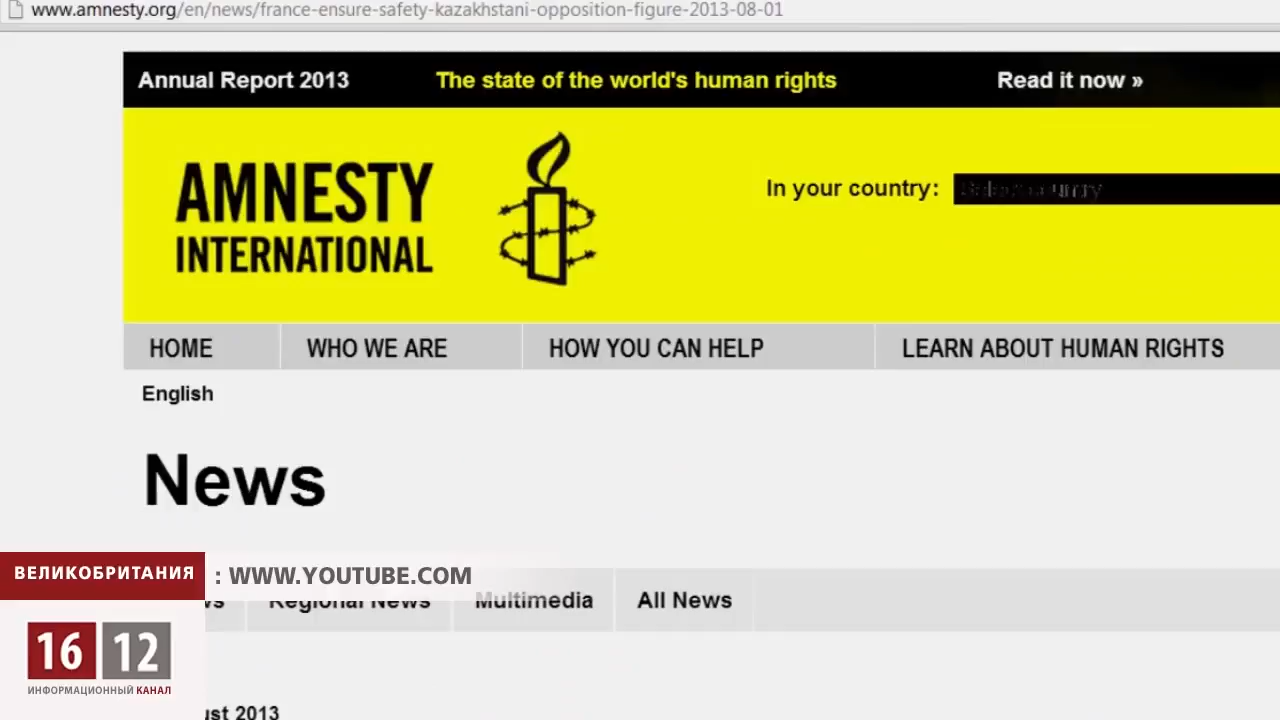 www.amnesty.org/en/news/france-ensure-safety-kazakhstani-opposition-figure-2013-08-01
Annual Report 2013 The state of the world's human rights Read it now »
AMNESTY
INTERNATIONAL
In your country: Select country
HOME WHO WE ARE HOW YOU CAN HELP LEARN ABOUT HUMAN RIGHTS
English
News
ВЕЛИКОБРИТАНИЯ : WWW.YOUTUBE.COM
Regional News Multimedia All News
16 12
ИНФОРМАЦИОННЫЙ КАНАЛ
2013